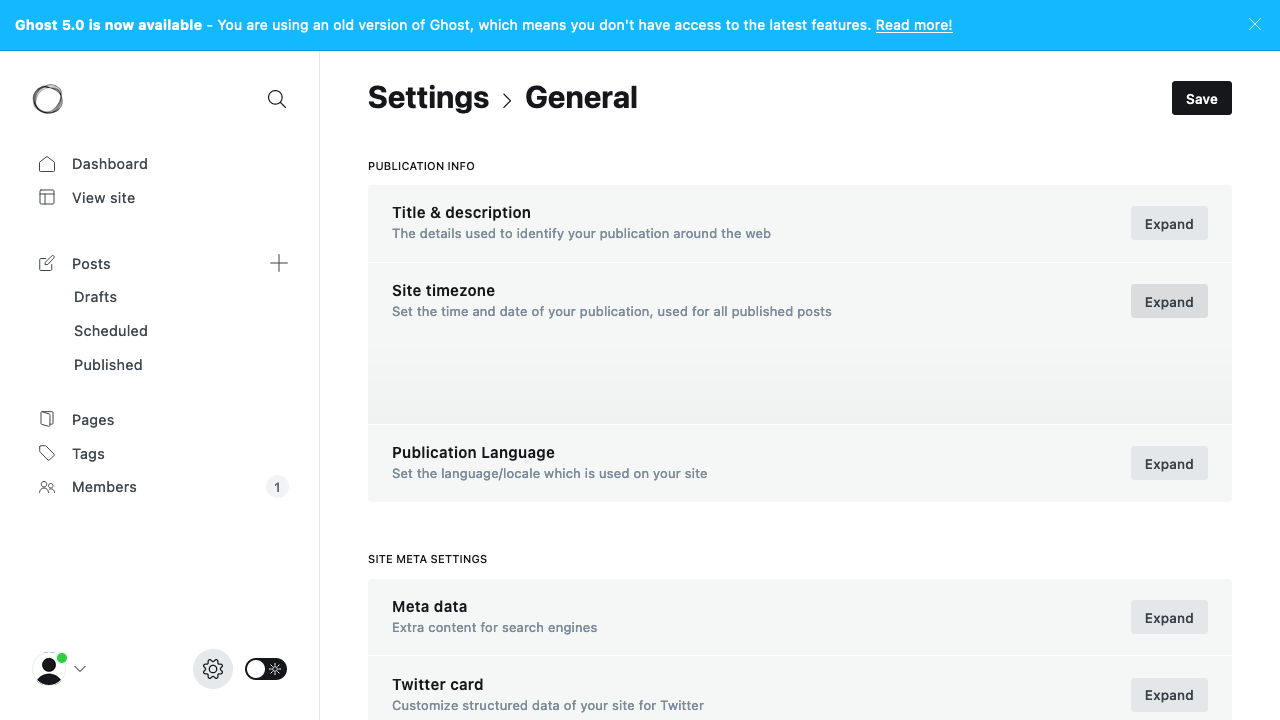 Ghost 5.0 is now available - You are using an old version of Ghost, which means you don't have access to the latest features. Read more!
Settings > General
Save
Dashboard
View site
Posts
Drafts
Scheduled
Published
Pages
Tags
Members
1
PUBLICATION INFO
Title & description
The details used to identify your publication around the web
Expand
Site timezone
Set the time and date of your publication, used for all published posts
Expand
Publication Language
Set the language/locale which is used on your site
Expand
SITE META SETTINGS
Meta data
Extra content for search engines
Expand
Twitter card
Customize structured data of your site for Twitter
Expand